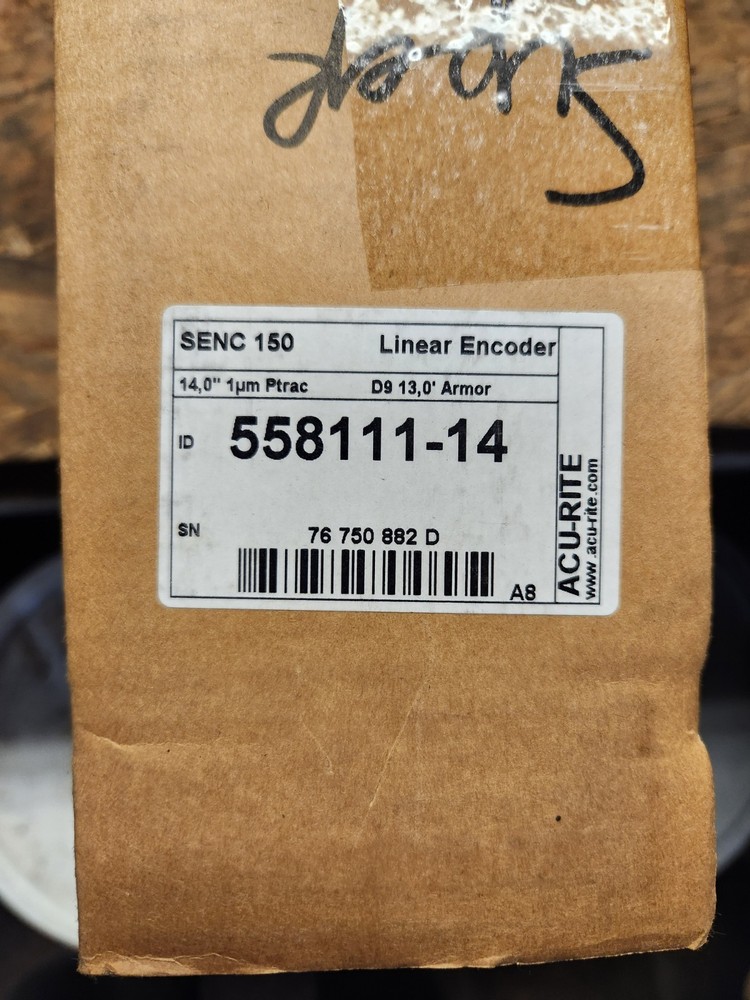 SENC 150 Linear Encoder
14,0" 1µm Ptrac D9 13,0' Armor
ID 558111-14
SN 76 750 882 D
A8
ACU-RITE
www.acu-rite.com